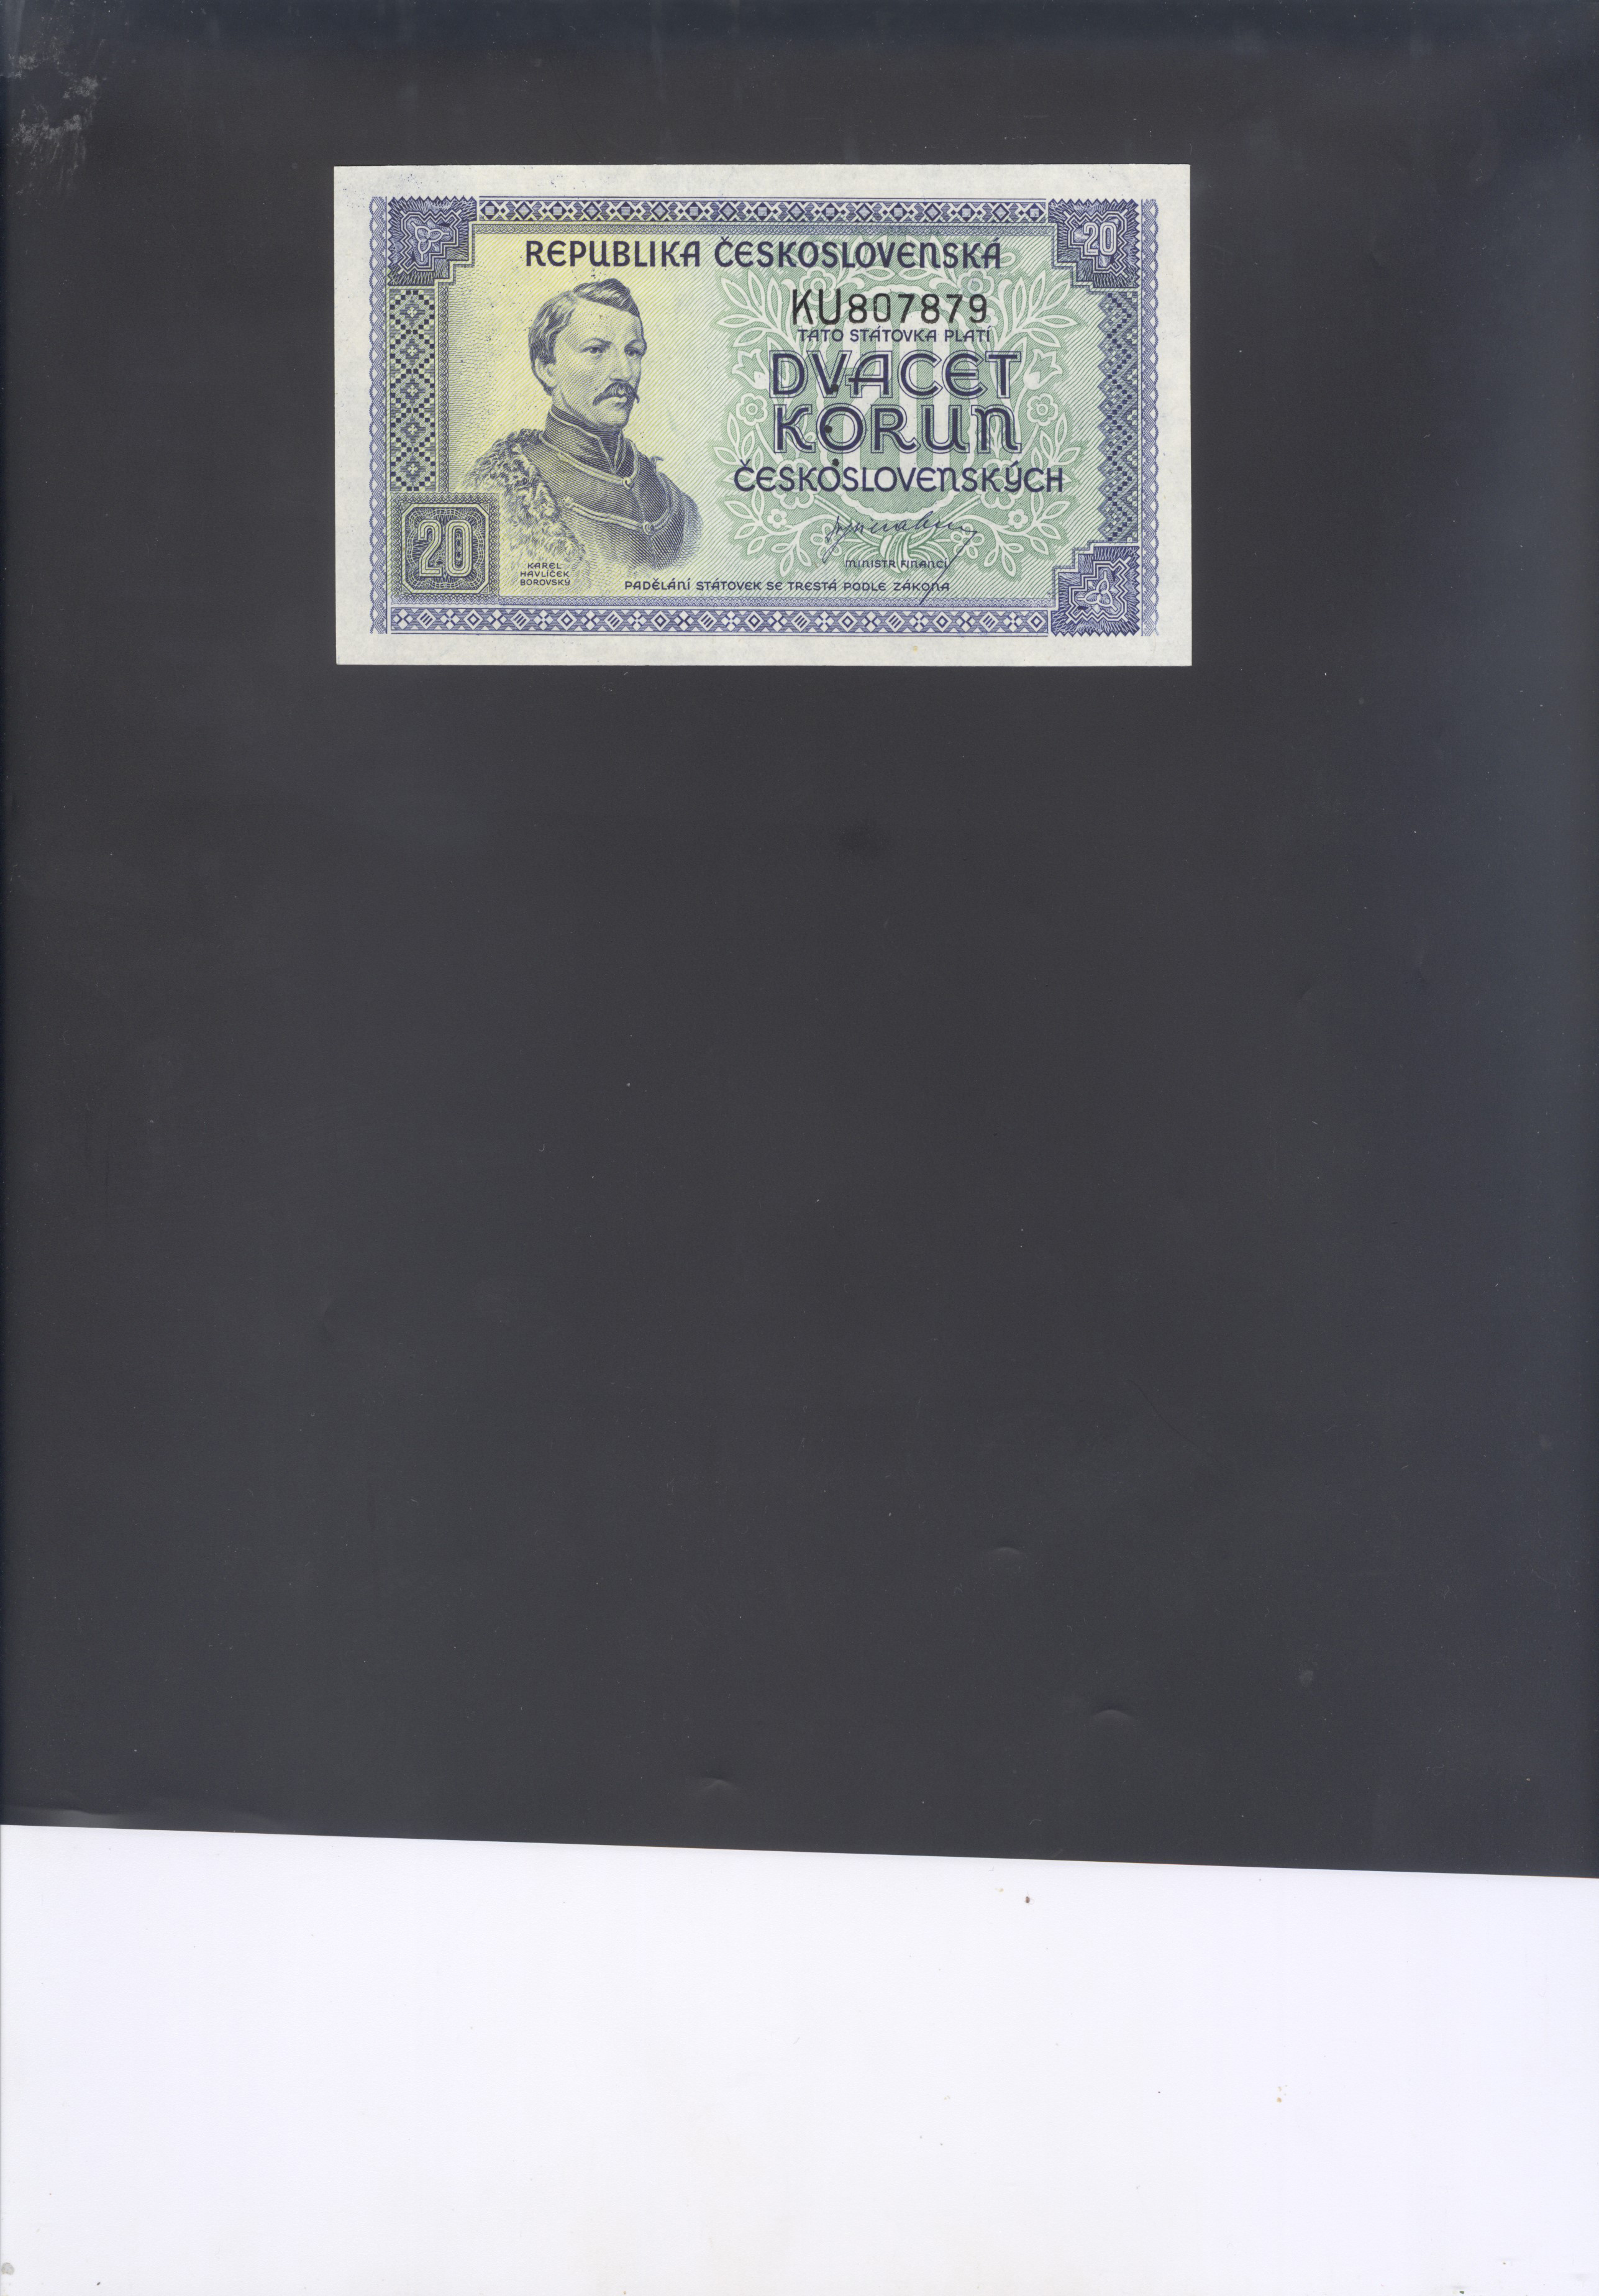 20
REPUBLIKA ČESKOSLOVENSKÁ
KU807879
TATO STÁTOVKA PLATÍ
DVACET
KORUN
ČESKOSLOVENSKÝCH
MINISTR FINANCÍ
20
KAREL
HAVLÍČEK
BOROVSKÝ
PADĚLÁNÍ STÁTOVEK SE TRESTÁ PODLE ZÁKONA